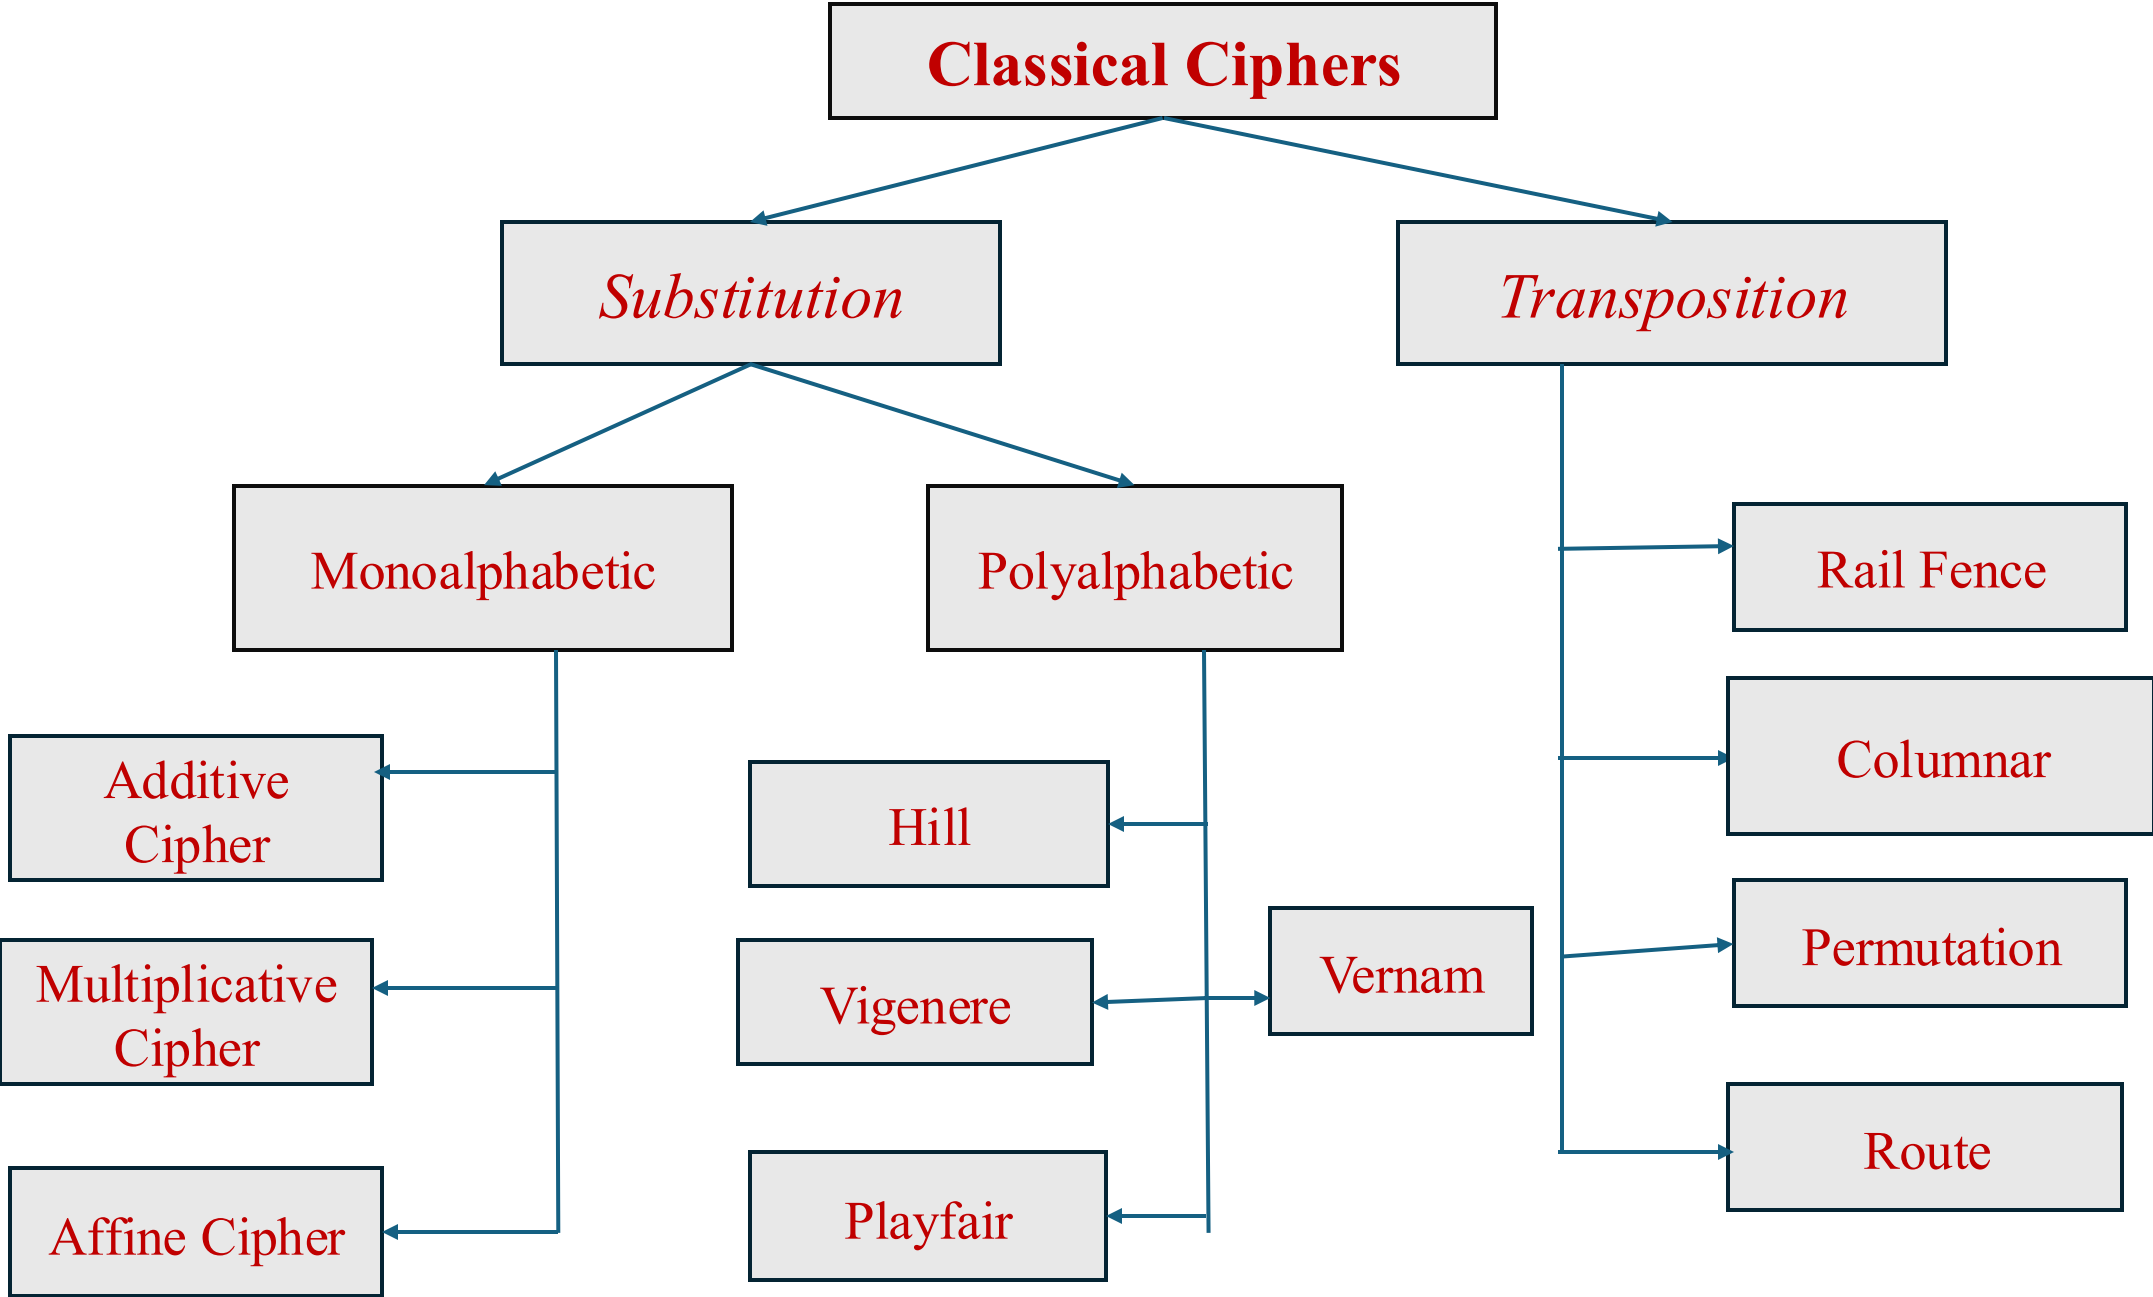 Classical Ciphers
Substitution
Transposition
Monoalphabetic
Polyalphabetic
Rail Fence
Columnar
Additive
Cipher
Hill
Vernam
Permutation
Multiplicative
Cipher
Vigenere
Route
Affine Cipher
Playfair